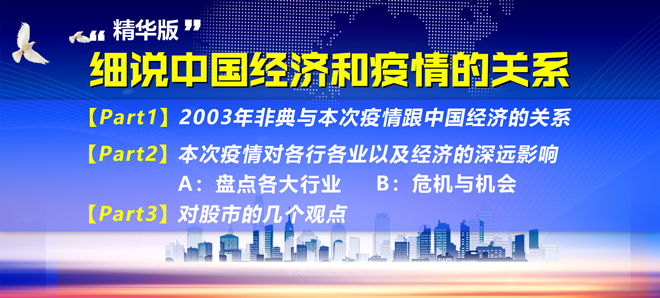 “精华版”
细说中国经济和疫情的关系
【Part1】2003年非典与本次疫情跟中国经济的关系
【Part2】本次疫情对各行各业以及经济的深远影响
A：盘点各大行业 B：危机与机会
【Part3】对股市的几个观点